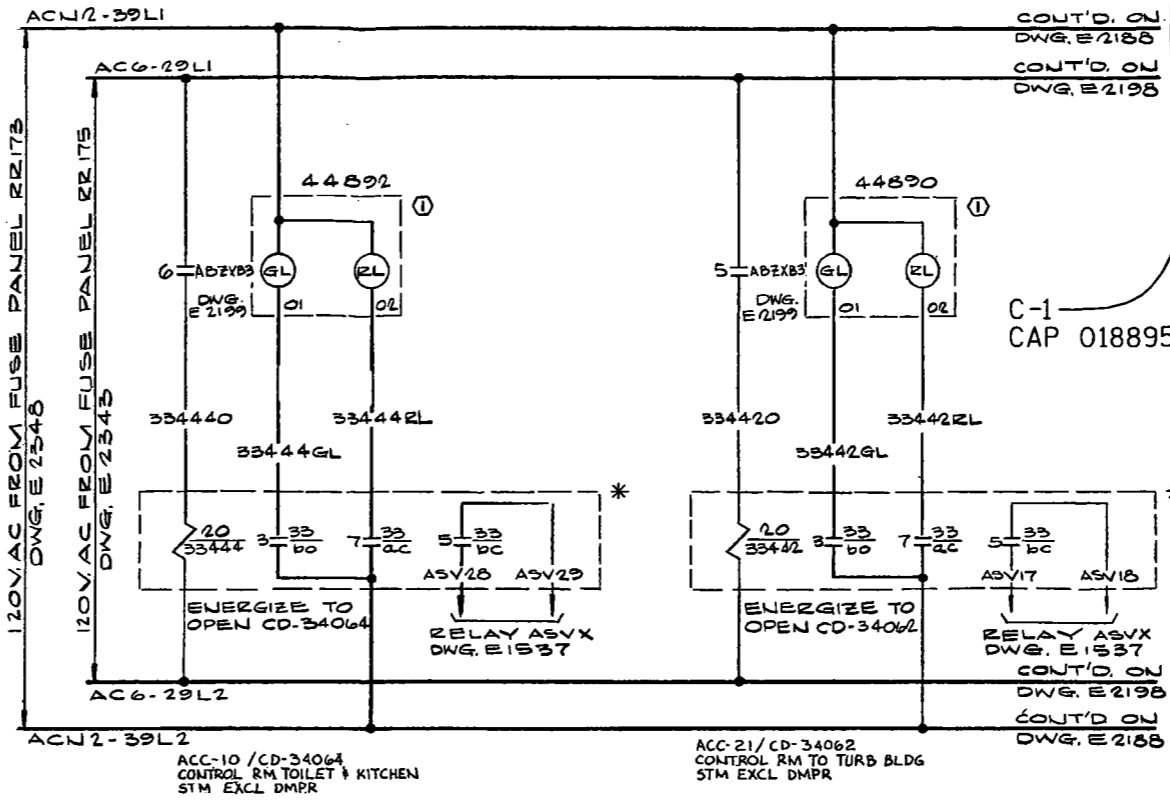 ACN2-39L1
CONT'D. ON
DWG. E2188
AC6-29L1
CONT'D. ON
DWG. E2198
120V.AC FROM FUSE PANEL RR173
DWG. E2348
120V.AC FROM FUSE PANEL RR175
DWG. E2343
44892
1
6
ABZXB3
DWG.
E2199
GL
RL
01
02
334440
33444GL
33444RL
*
20
33444
3
33
bo
7
33
ac
5
33
bc
ASV28
ASV29
ENERGIZE TO
OPEN CD-34064
RELAY ASVX
DWG. E1537
44890
1
5
ABZXB3
DWG.
E2199
GL
RL
01
02
C-1
CAP 018895
334420
33442GL
33442RL
20
33442
3
33
bo
7
33
ac
5
33
bc
ASV17
ASV18
ENERGIZE TO
OPEN CD-34062
RELAY ASVX
DWG. E1537
AC6-29L2
CONT'D. ON
DWG. E2198
ACN2-39L2
CONT'D ON
DWG. E2188
ACC-10 / CD-34064
CONTROL RM TOILET & KITCHEN
STM EXCL DMPR
ACC-21 / CD-34062
CONTROL RM TO TURB BLDG
STM EXCL DMPR